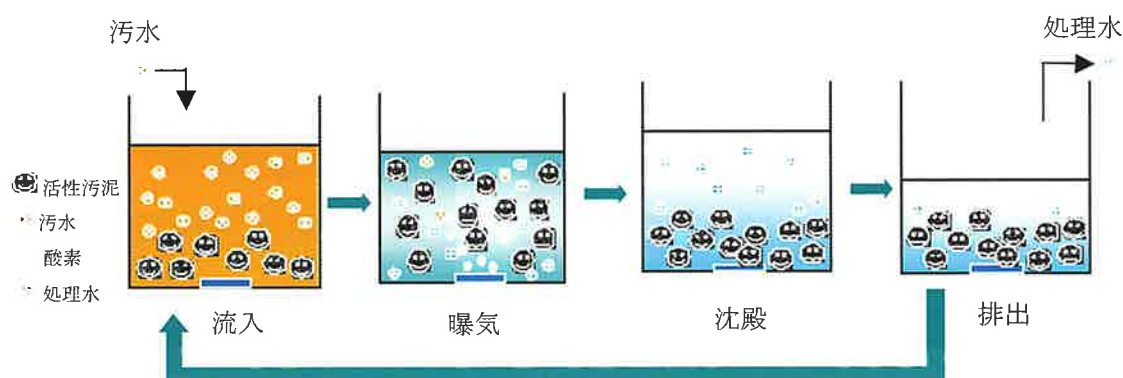 汚水
処理水
活性汚泥
汚水
酸素
処理水
流入
曝気
沈殿
排出